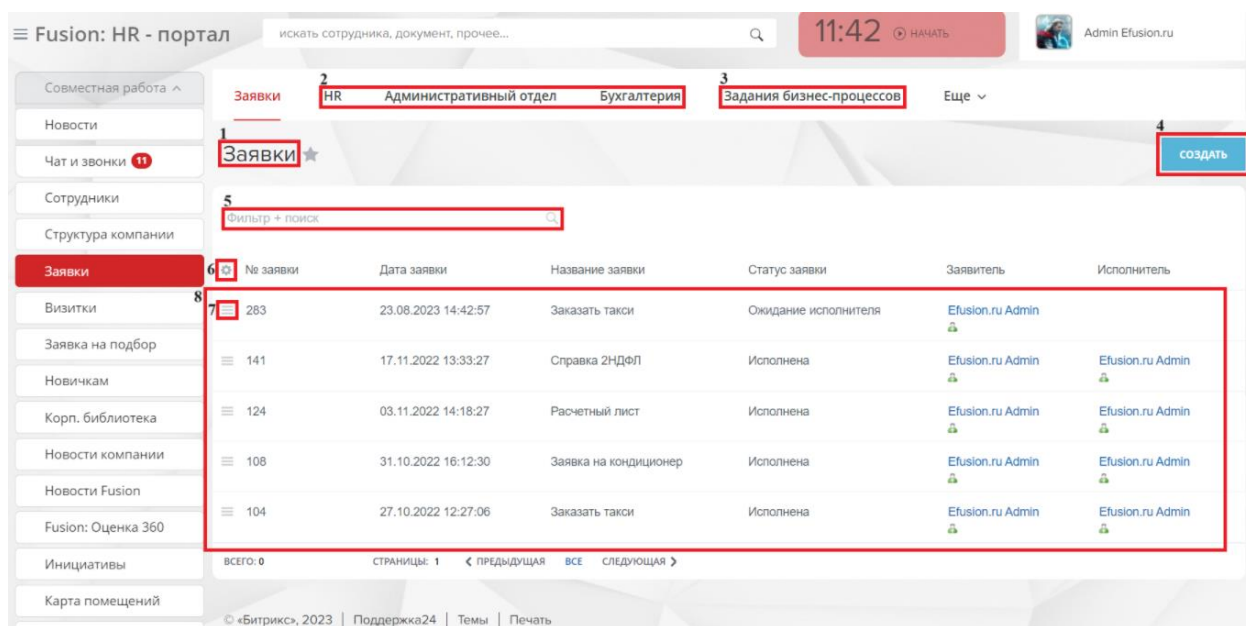 Fusion: HR - портал
искать сотрудника, документ, прочее...
11:42 НАЧАТЬ
Admin Efusion.ru
Совместная работа
Новости
Чат и звонки 11
Сотрудники
Структура компании
Заявки
Визитки
Заявка на подбор
Новичкам
Корп. библиотека
Новости компании
Новости Fusion
Fusion: Оценка 360
Инициативы
Карта помещений
2 3
Заявки HR Административный отдел Бухгалтерия Задания бизнес-процессов Еще
1 4
Заявки СОЗДАТЬ
5
Фильтр + поиск
6 № заявки Дата заявки Название заявки Статус заявки Заявитель Исполнитель
8
7 283 23.08.2023 14:42:57 Заказать такси Ожидание исполнителя Efusion.ru Admin
141 17.11.2022 13:33:27 Справка 2НДФЛ Исполнена Efusion.ru Admin Efusion.ru Admin
124 03.11.2022 14:18:27 Расчетный лист Исполнена Efusion.ru Admin Efusion.ru Admin
108 31.10.2022 16:12:30 Заявка на кондиционер Исполнена Efusion.ru Admin Efusion.ru Admin
104 27.10.2022 12:27:06 Заказать такси Исполнена Efusion.ru Admin Efusion.ru Admin
ВСЕГО: 0 СТРАНИЦЫ: 1 ПРЕДЫДУЩАЯ ВСЕ СЛЕДУЮЩАЯ
© «Битрикс», 2023 | Поддержка24 | Темы | Печать